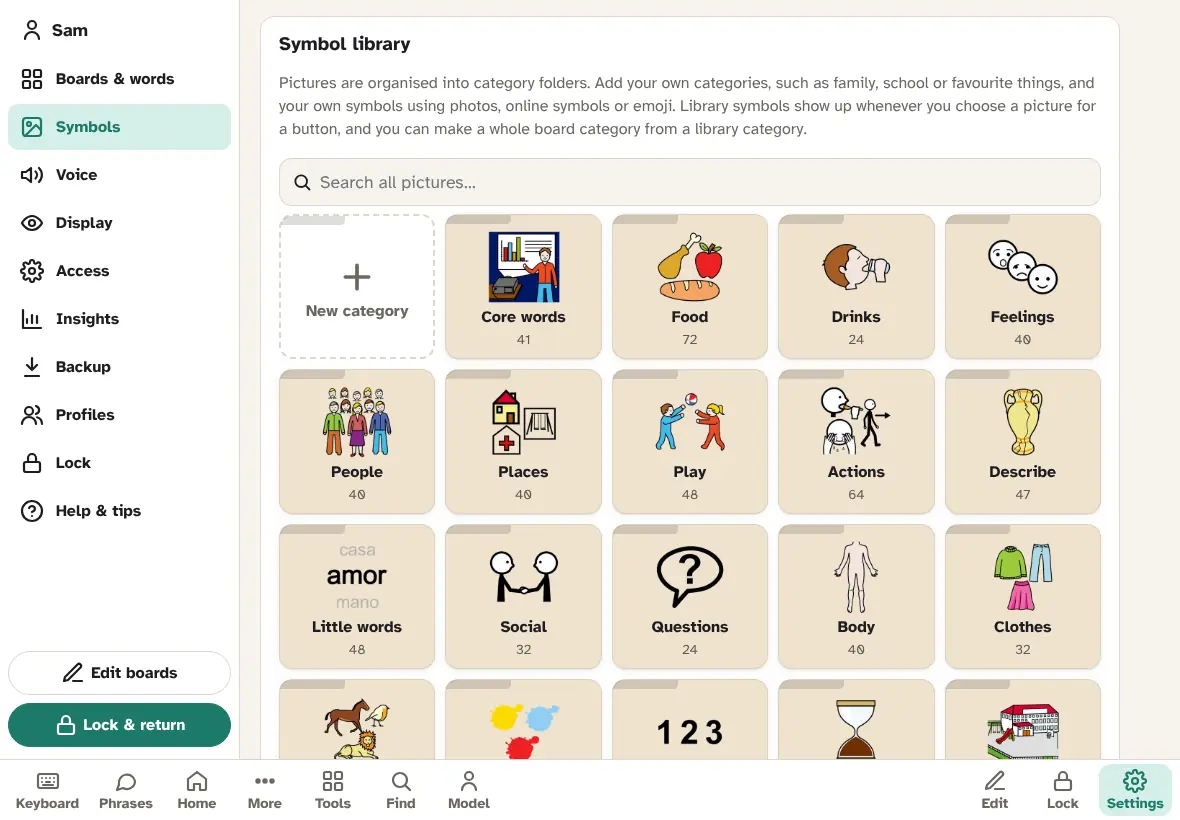 Sam
Boards & words
Symbols
Voice
Display
Access
Insights
Backup
Profiles
Lock
Help & tips
Edit boards
Lock & return
Symbol library
Pictures are organised into category folders. Add your own categories, such as family, school or favourite things, and
your own symbols using photos, online symbols or emoji. Library symbols show up whenever you choose a picture for
a button, and you can make a whole board category from a library category.
Search all pictures...
New category
Core words
41
Food
72
Drinks
24
Feelings
40
People
40
Places
40
Play
48
Actions
64
Describe
47
casa
amor
mano
Little words
48
Social
32
?
Questions
24
Body
40
Clothes
32
1 2 3
Keyboard
Phrases
Home
More
Tools
Find
Model
Edit
Lock
Settings